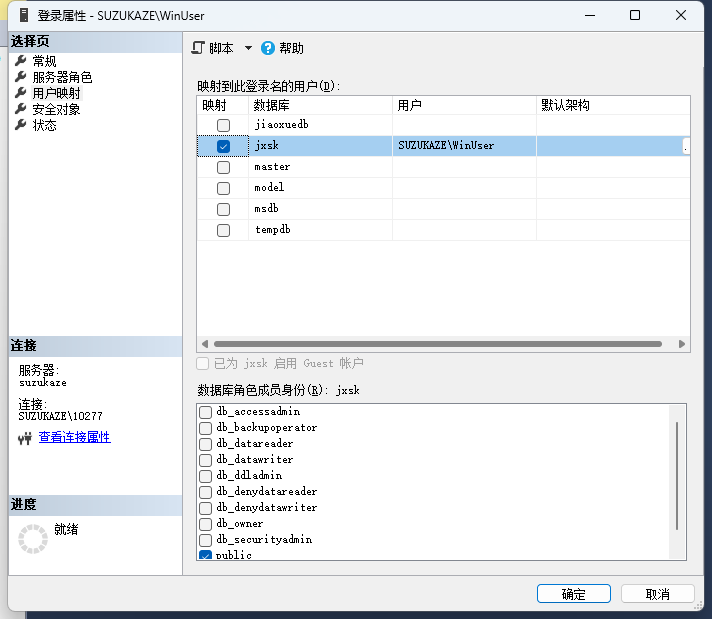 登录属性 - SUZUKAZE\WinUser
选择页
常规
服务器角色
用户映射
安全对象
状态
脚本 帮助
映射到此登录名的用户(D):
映射 数据库 用户 默认架构
jiaoxuedb
jxsk SUZUKAZE\WinUser .
master
model
msdb
tempdb
已为 jxsk 启用 Guest 帐户
数据库角色成员身份(R): jxsk
db_accessadmin
db_backupoperator
db_datareader
db_datawriter
db_ddladmin
db_denydatareader
db_denydatawriter
db_owner
db_securityadmin
public
连接
服务器:
suzukaze
连接:
SUZUKAZE\10277
查看连接属性
进度
就绪
确定 取消